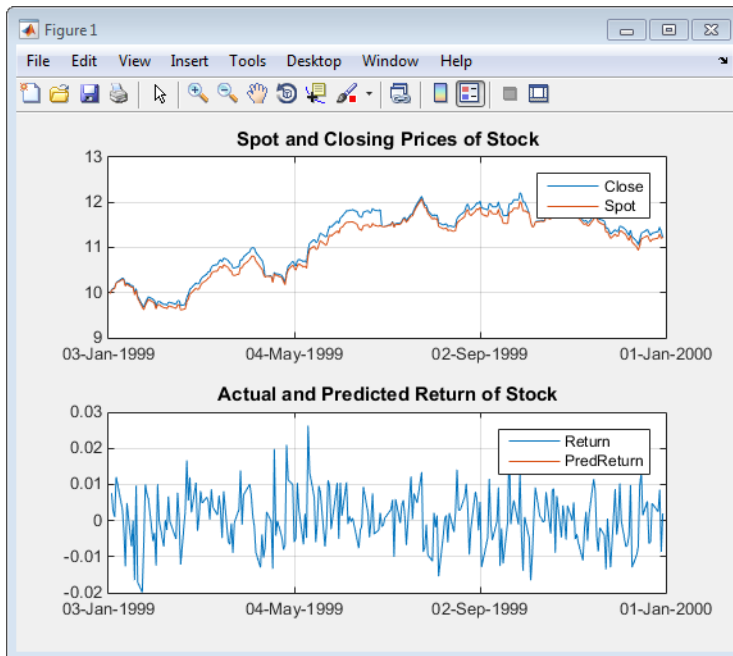 Figure 1
File Edit View Insert Tools Desktop Window Help
Spot and Closing Prices of Stock
13
12
11
10
9
Close
Spot
03-Jan-1999 04-May-1999 02-Sep-1999 01-Jan-2000
Actual and Predicted Return of Stock
0.03
0.02
0.01
0
-0.01
-0.02
Return
PredReturn
03-Jan-1999 04-May-1999 02-Sep-1999 01-Jan-2000